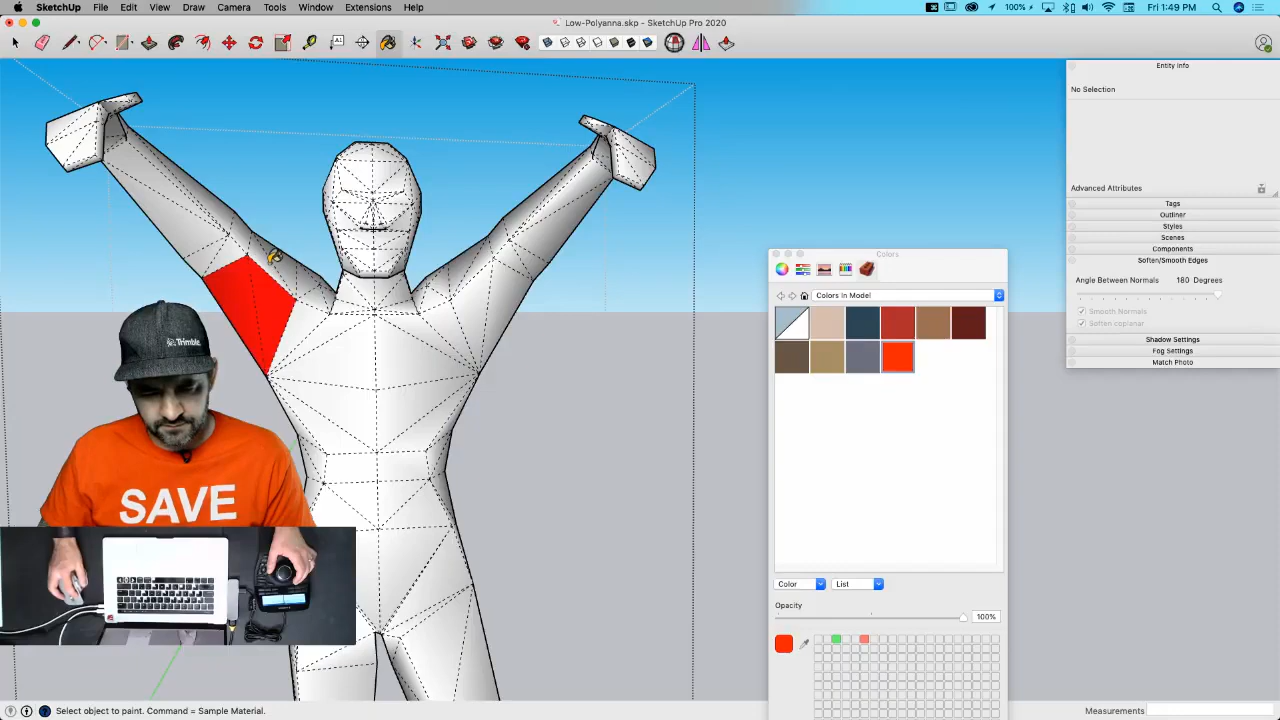 SketchUp File Edit View Draw Camera Tools Window Extensions Help
100% Fri 1:49 PM
Low-Polyanna.skp - SketchUp Pro 2020
Entity Info
No Selection
Advanced Attributes
Tags
Outliner
Styles
Scenes
Components
Soften/Smooth Edges
Angle Between Normals 180 Degrees
Smooth Normals
Soften coplanar
Shadow Settings
Fog Settings
Match Photo
Colors
Colors In Model
Color List
Opacity
100%
Trimble.
SAVE
Select object to paint. Command = Sample Material.
Measurements